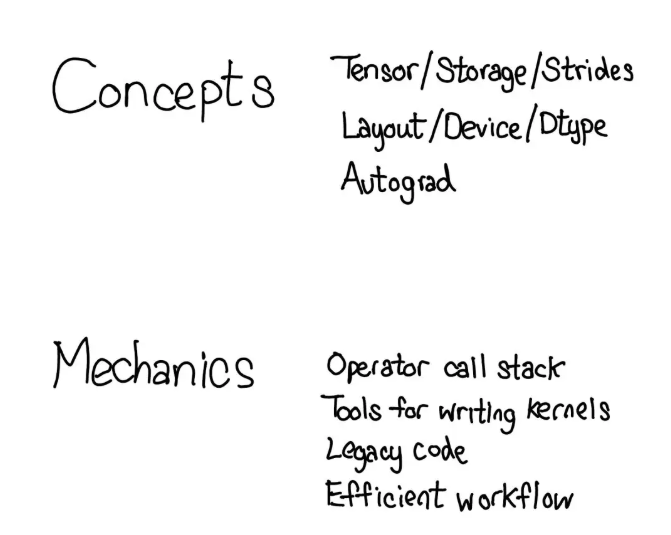 Concepts
Tensor/Storage/Strides
Layout/Device/Dtype
Autograd
Mechanics
Operator call stack
Tools for writing kernels
Legacy code
Efficient workflow